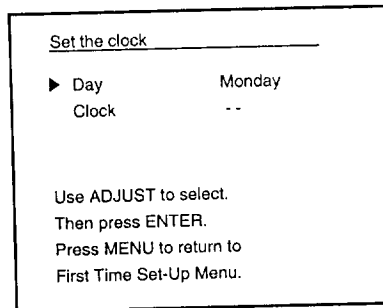 Set the clock
▶ Day Monday
Clock --
Use ADJUST to select.
Then press ENTER.
Press MENU to return to
First Time Set-Up Menu.